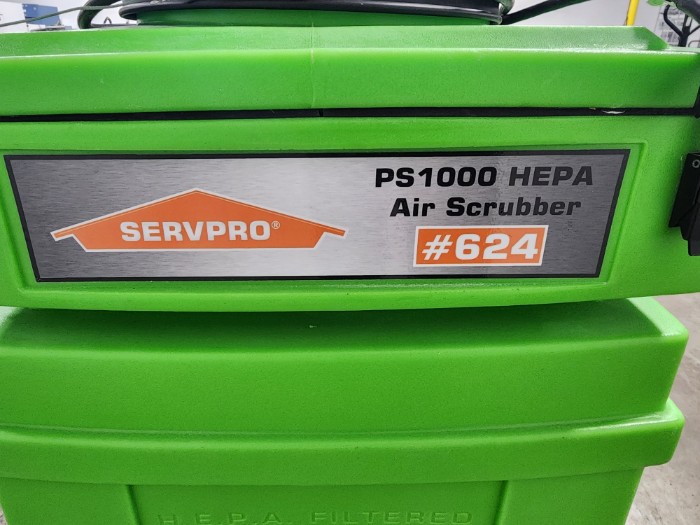 PS1000 HEPA
Air Scrubber
SERVPRO®
#624
H.E.P.A. FILTERED